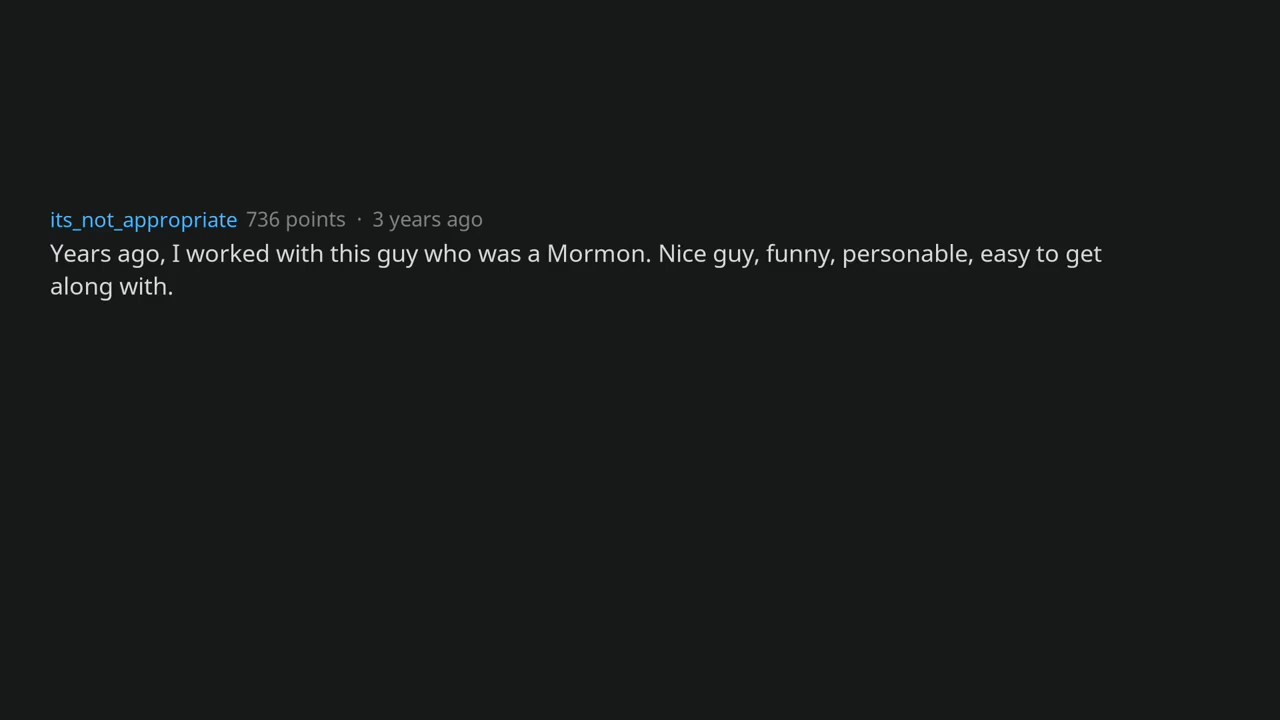 its_not_appropriate 736 points · 3 years ago
Years ago, I worked with this guy who was a Mormon. Nice guy, funny, personable, easy to get
along with.